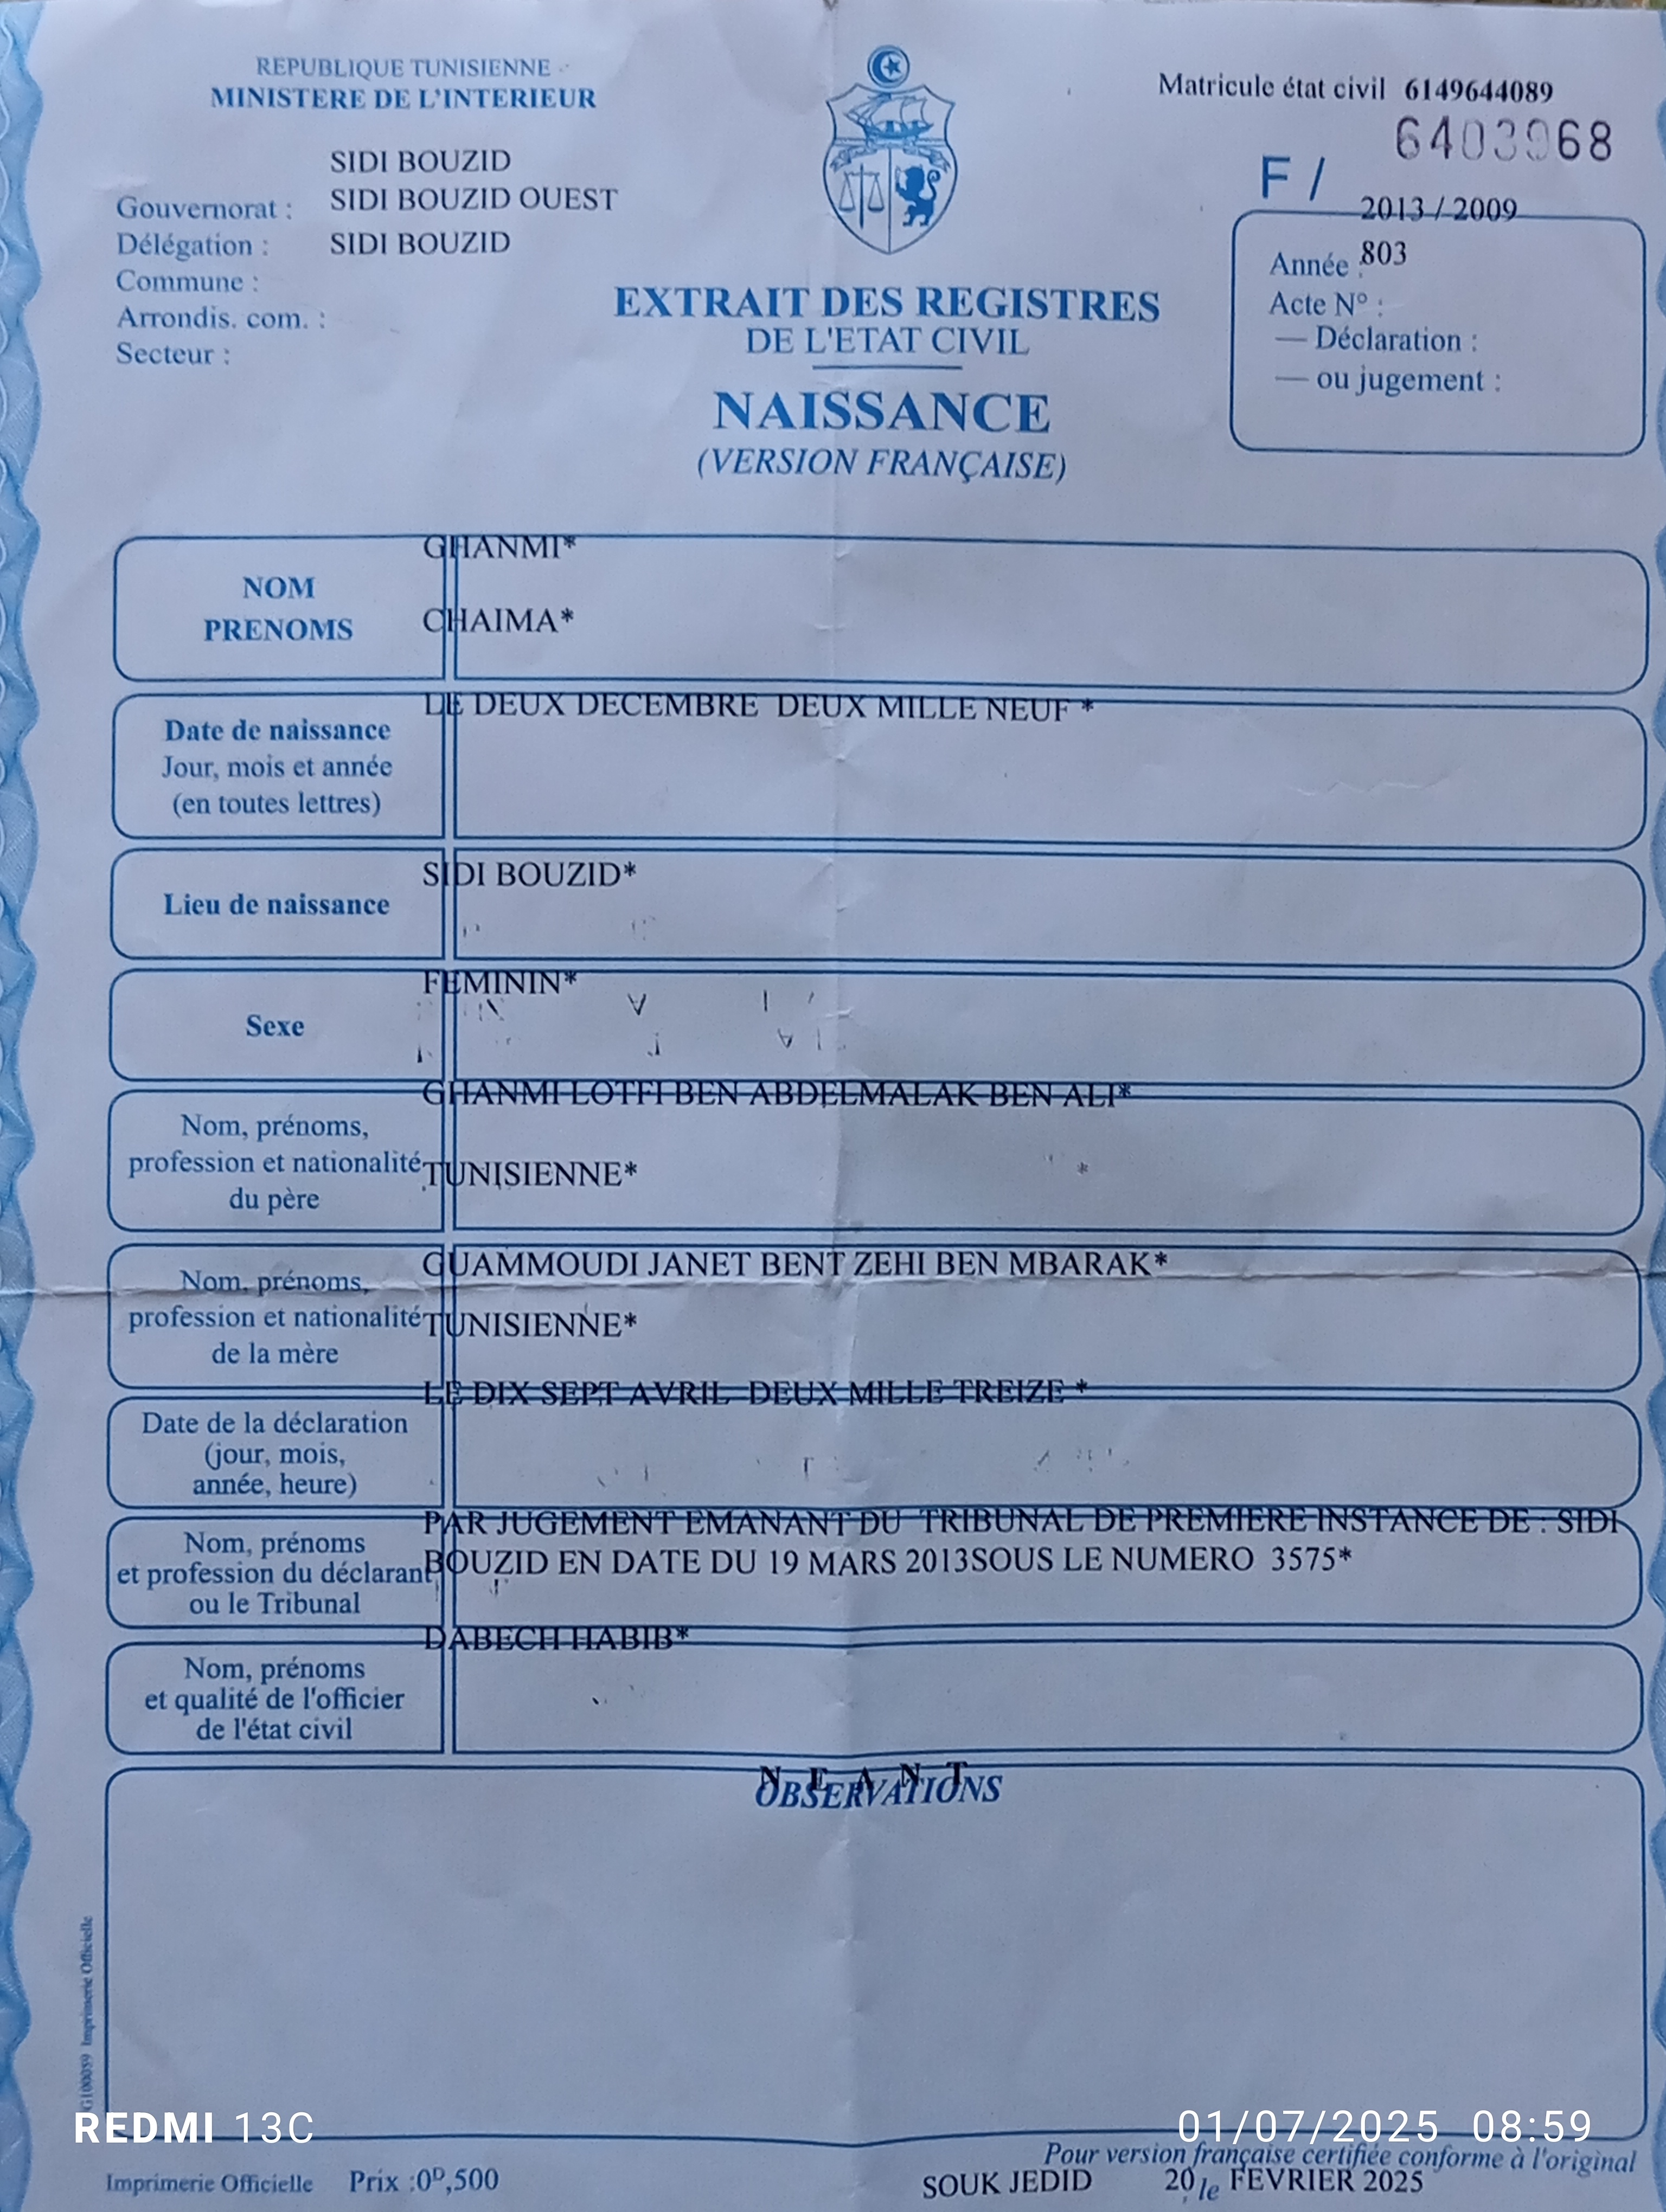 REPUBLIQUE TUNISIENNE
MINISTERE DE L'INTERIEUR
Matricule état civil 6149644089
6403968
F /
SIDI BOUZID
Gouvernorat : SIDI BOUZID OUEST
Délégation : SIDI BOUZID
Commune :
Arrondis. com. :
Secteur :
2013 / 2009
Année : 803
Acte N° :
— Déclaration :
— ou jugement :
EXTRAIT DES REGISTRES
DE L'ETAT CIVIL
NAISSANCE
(VERSION FRANÇAISE)
NOM
PRENOMS
GHANMI*
CHAIMA*
Date de naissance
Jour, mois et année
(en toutes lettres)
LE DEUX DECEMBRE DEUX MILLE NEUF *
Lieu de naissance
SIDI BOUZID*
Sexe
FEMININ*
Nom, prénoms,
profession et nationalité
du père
GHANMI LOTFI BEN ABDELMALAK BEN ALI*
*
TUNISIENNE*
Nom, prénoms,
profession et nationalité
de la mère
GUAMMOUDI JANET BENT ZEHI BEN MBARAK*
TUNISIENNE*
Date de la déclaration
(jour, mois,
année, heure)
LE DIX SEPT AVRIL DEUX MILLE TREIZE *
Nom, prénoms
et profession du déclarant
ou le Tribunal
PAR JUGEMENT EMANANT DU TRIBUNAL DE PREMIERE INSTANCE DE : SIDI
BOUZID EN DATE DU 19 MARS 2013SOUS LE NUMERO 3575*
Nom, prénoms
et qualité de l'officier
de l'état civil
DABECH HABIB*
N E A N T
OBSERVATIONS
G100059 Imprimerie Officielle
REDMI 13C
01/07/2025 08:59
Pour version française certifiée conforme à l'original
Imprimerie Officielle Prix :0ᴰ,500
SOUK JEDID 20 le FEVRIER 2025